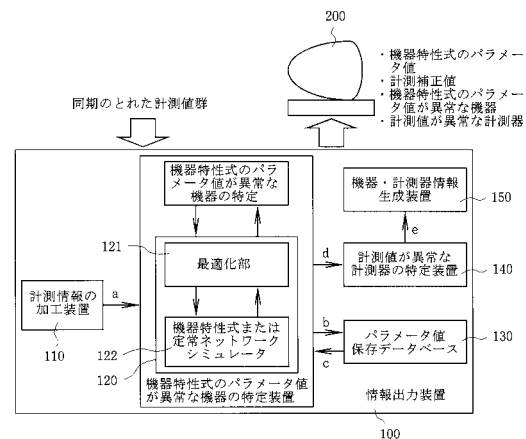 200
・機器特性式のパラメー
タ値
・計測補正値
・機器特性式のパラメー
タ値が異常な機器
・計測値が異常な計測器
同期のとれた計測値群
機器特性式のパラ
メータ値が異常な
機器の特定
機器・計測器情報
生成装置
150
e
121
最適化部
d
計測値が異常な
計測器の特定装置
140
計測情報の
加工装置
110
a
122
機器特性式または
定常ネットワーク
シミュレータ
120
b
c
パラメータ値
保存データベース
130
機器特性式のパラメータ値
が異常な機器の特定装置
情報出力装置
100